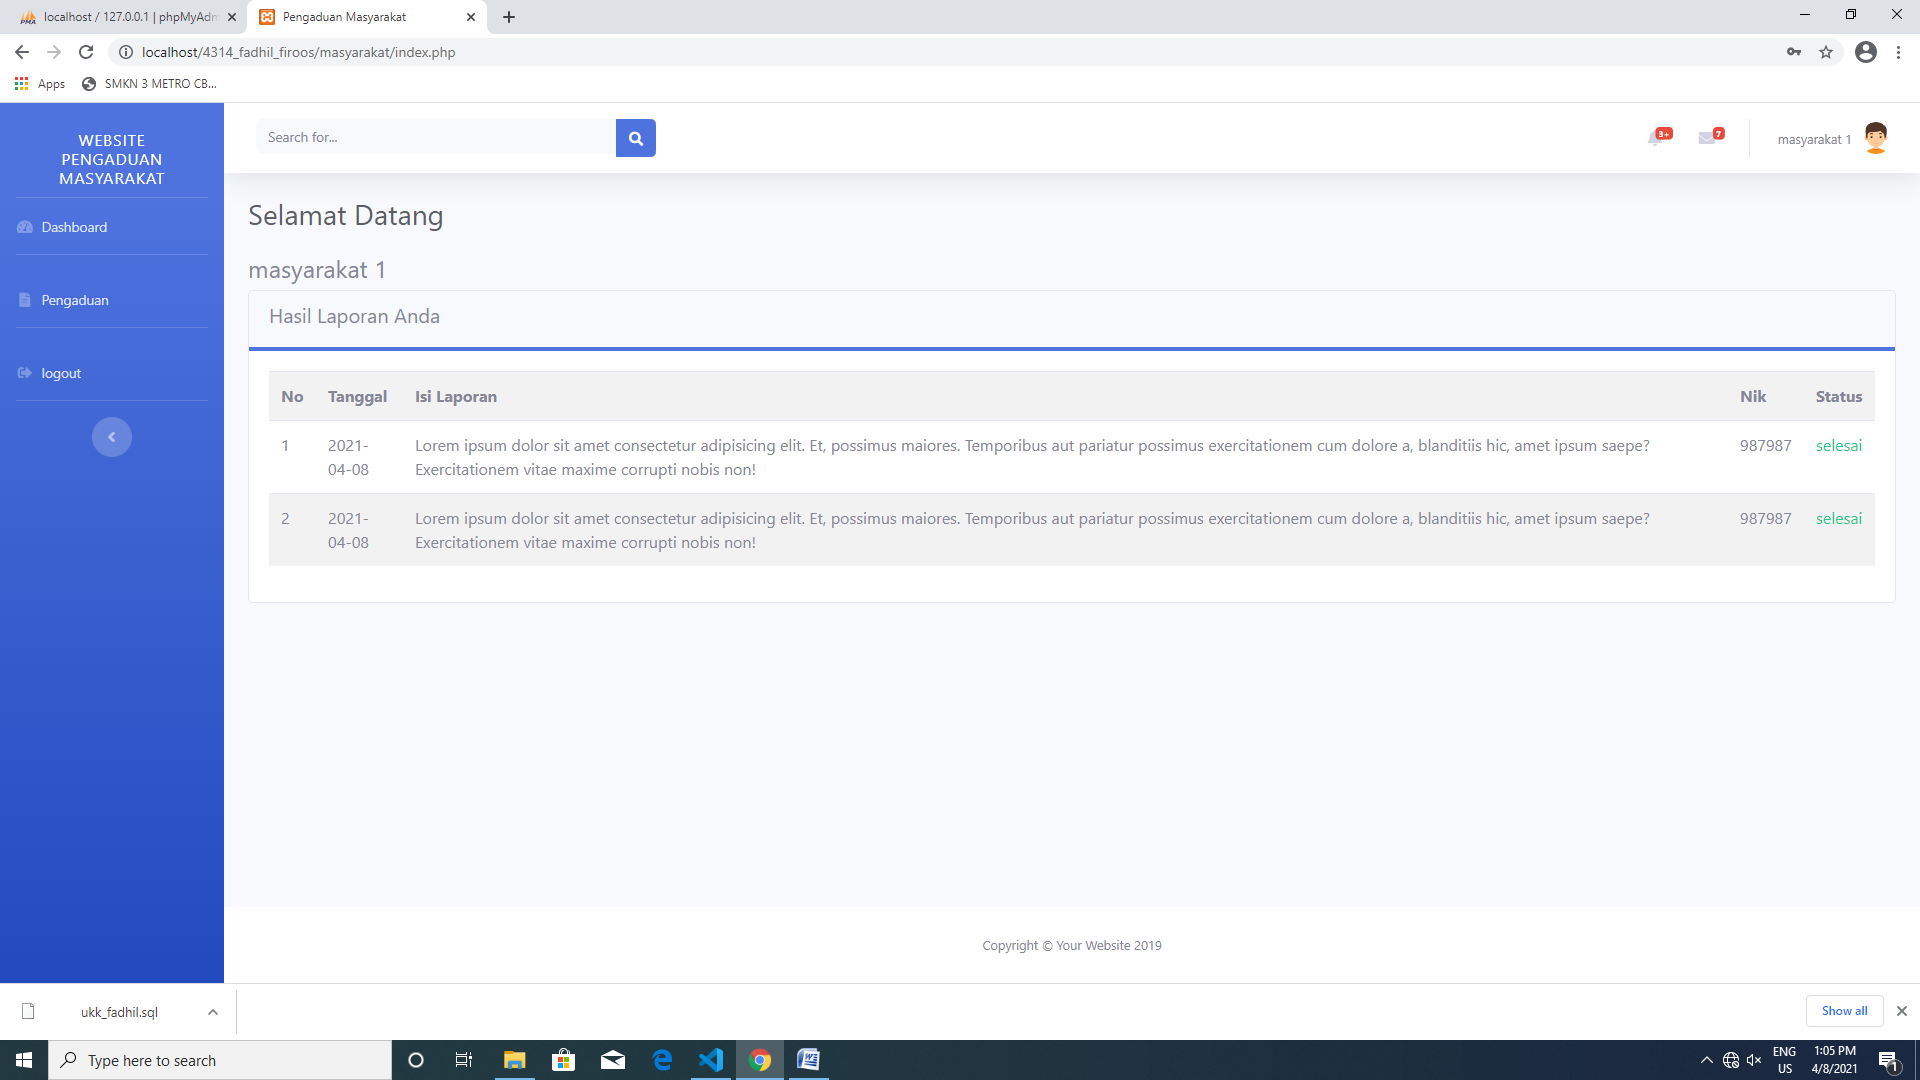 localhost / 127.0.0.1 | phpMyAdm
Pengaduan Masyarakat
localhost/4314_fadhil_firoos/masyarakat/index.php
Apps
SMKN 3 METRO CB...
WEBSITE
PENGADUAN
MASYARAKAT
Dashboard
Pengaduan
logout
Search for...
3+
7
masyarakat 1
Selamat Datang
masyarakat 1
Hasil Laporan Anda
No Tanggal Isi Laporan Nik Status
1 2021- Lorem ipsum dolor sit amet consectetur adipisicing elit. Et, possimus maiores. Temporibus aut pariatur possimus exercitationem cum dolore a, blanditiis hic, amet ipsum saepe? 987987 selesai
04-08 Exercitationem vitae maxime corrupti nobis non!
2 2021- Lorem ipsum dolor sit amet consectetur adipisicing elit. Et, possimus maiores. Temporibus aut pariatur possimus exercitationem cum dolore a, blanditiis hic, amet ipsum saepe? 987987 selesai
04-08 Exercitationem vitae maxime corrupti nobis non!
Copyright © Your Website 2019
ukk_fadhil.sql
Show all
Type here to search
ENG
US
1:05 PM
4/8/2021
1